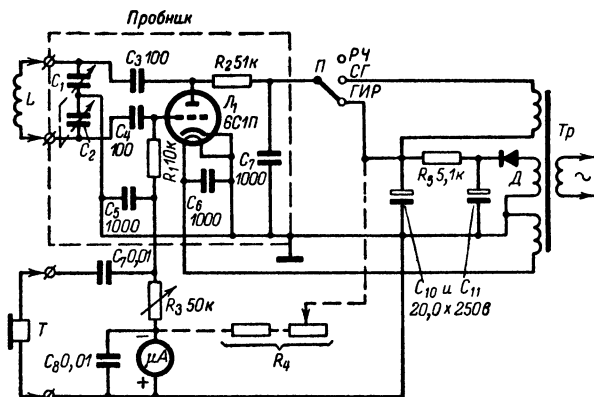 Пробник
C₃ 100
R₂ 51к
П
РЧ
СГ
ГИР
C₁
L
C₂
C₄
100
Л₁
6С1П
R₁ 10к
C₇
1000
C₅
1000
C₆
1000
Тр
R₅ 5,1к
Д
~
C₇ 0,01
R₃ 50к
T
C₈ 0,01
−
μA
+
R₄
C₁₀ и C₁₁
20,0 × 250в